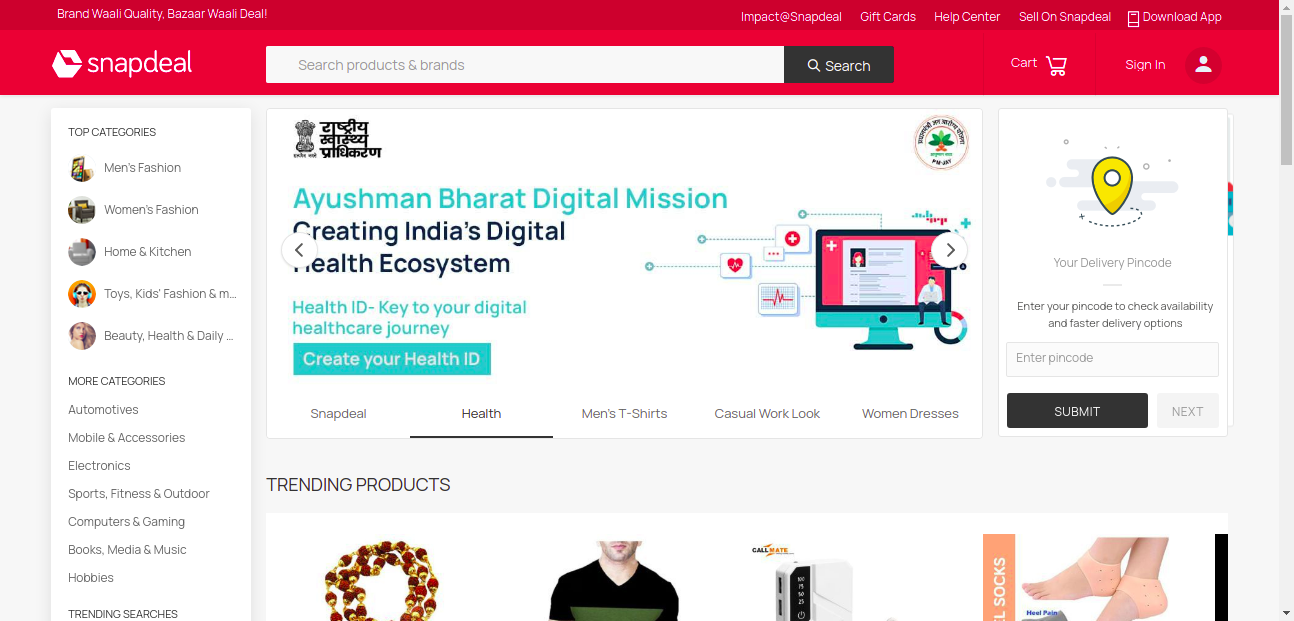 Brand Waali Quality, Bazaar Waali Deal!
Impact@Snapdeal
Gift Cards
Help Center
Sell On Snapdeal
Download App
snapdeal
Search products & brands
Search
Cart
Sign In
TOP CATEGORIES
Men's Fashion
Women's Fashion
Home & Kitchen
Toys, Kids' Fashion & m...
Beauty, Health & Daily ...
MORE CATEGORIES
Automotives
Mobile & Accessories
Electronics
Sports, Fitness & Outdoor
Computers & Gaming
Books, Media & Music
Hobbies
TRENDING SEARCHES
राष्ट्रीय
स्वास्थ्य
प्राधिकरण
PM-JAY
Ayushman Bharat Digital Mission
Creating India's Digital
Health Ecosystem
Health ID- Key to your digital
healthcare journey
Create your Health ID
Snapdeal
Health
Men's T-Shirts
Casual Work Look
Women Dresses
Your Delivery Pincode
Enter your pincode to check availability
and faster delivery options
Enter pincode
SUBMIT
NEXT
TRENDING PRODUCTS
CALLMATE
100
75
50
25
SOCKS
Heel Pain